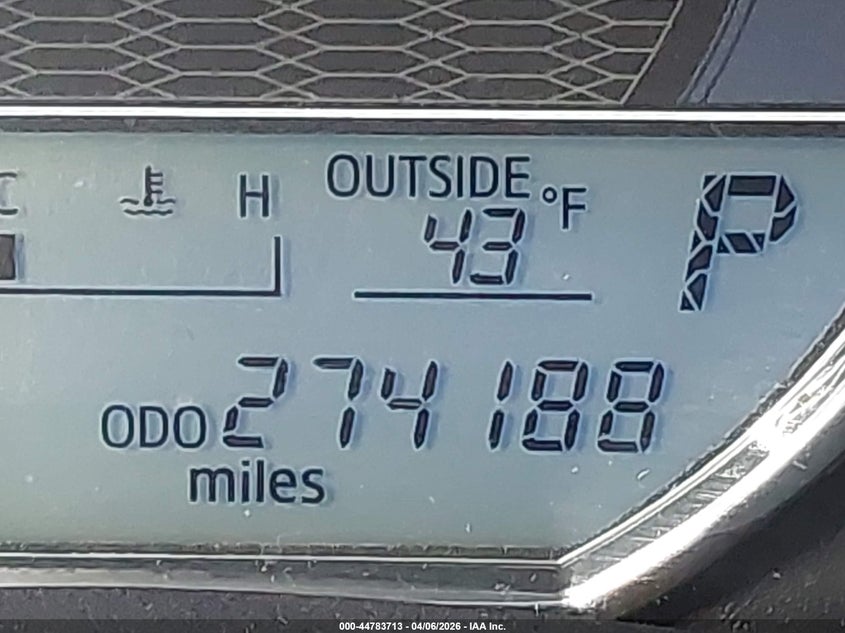 C H OUTSIDE °F P
43
ODO 274188
miles
000-44783713 - 04/06/2026 - IAA Inc.